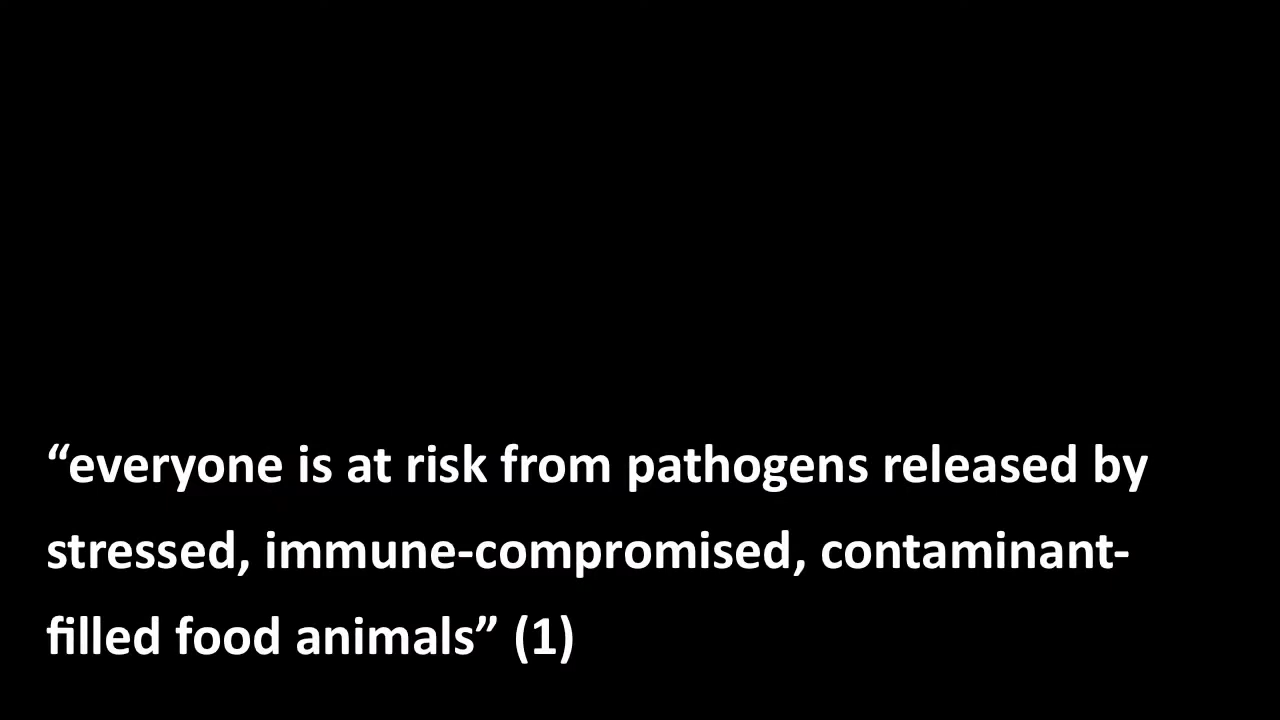 “everyone is at risk from pathogens released by
stressed, immune-compromised, contaminant-
filled food animals” (1)